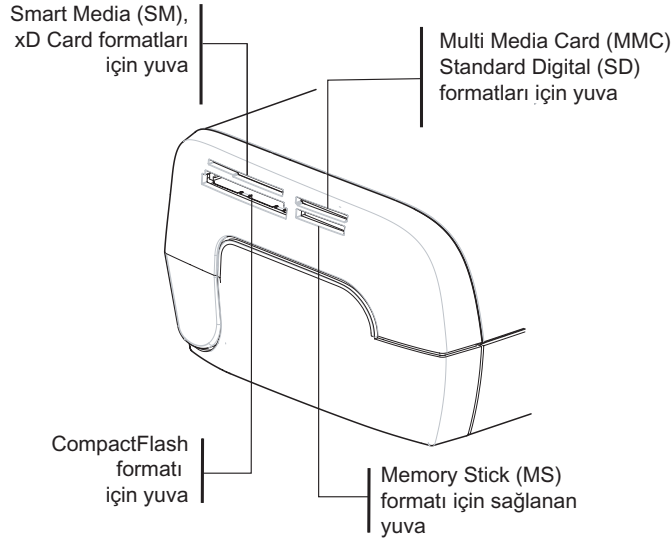 Smart Media (SM),
xD Card formatları
için yuva
Multi Media Card (MMC)
Standard Digital (SD)
formatları için yuva
CompactFlash
formatı
için yuva
Memory Stick (MS)
formatı için sağlanan
yuva